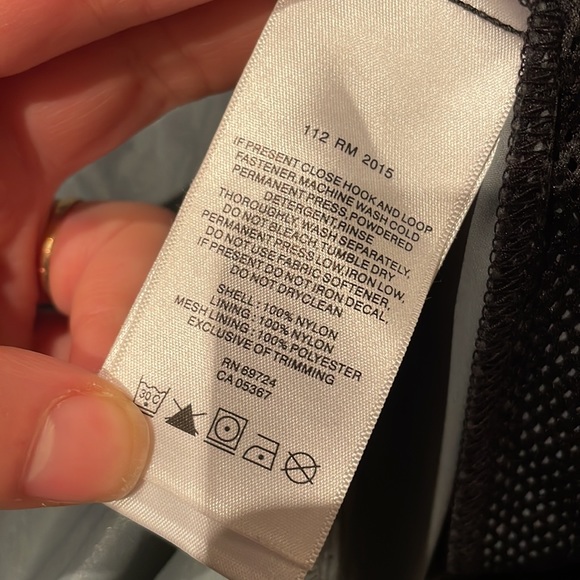 112 RM 2015
IF PRESENT CLOSE HOOK AND LOOP
FASTENER, MACHINE WASH COLD
PERMANENT PRESS, POWDERED
DETERGENT, RINSE
THOROUGHLY, WASH SEPARATELY,
DO NOT BLEACH, TUMBLE DRY
PERMANENT PRESS LOW, IRON LOW,
DO NOT USE FABRIC SOFTENER,
IF PRESENT DO NOT IRON DECAL,
DO NOT DRYCLEAN
SHELL : 100% NYLON
LINING : 100% NYLON
MESH LINING : 100% POLYESTER
EXCLUSIVE OF TRIMMING
RN 69724
CA 05367
30C